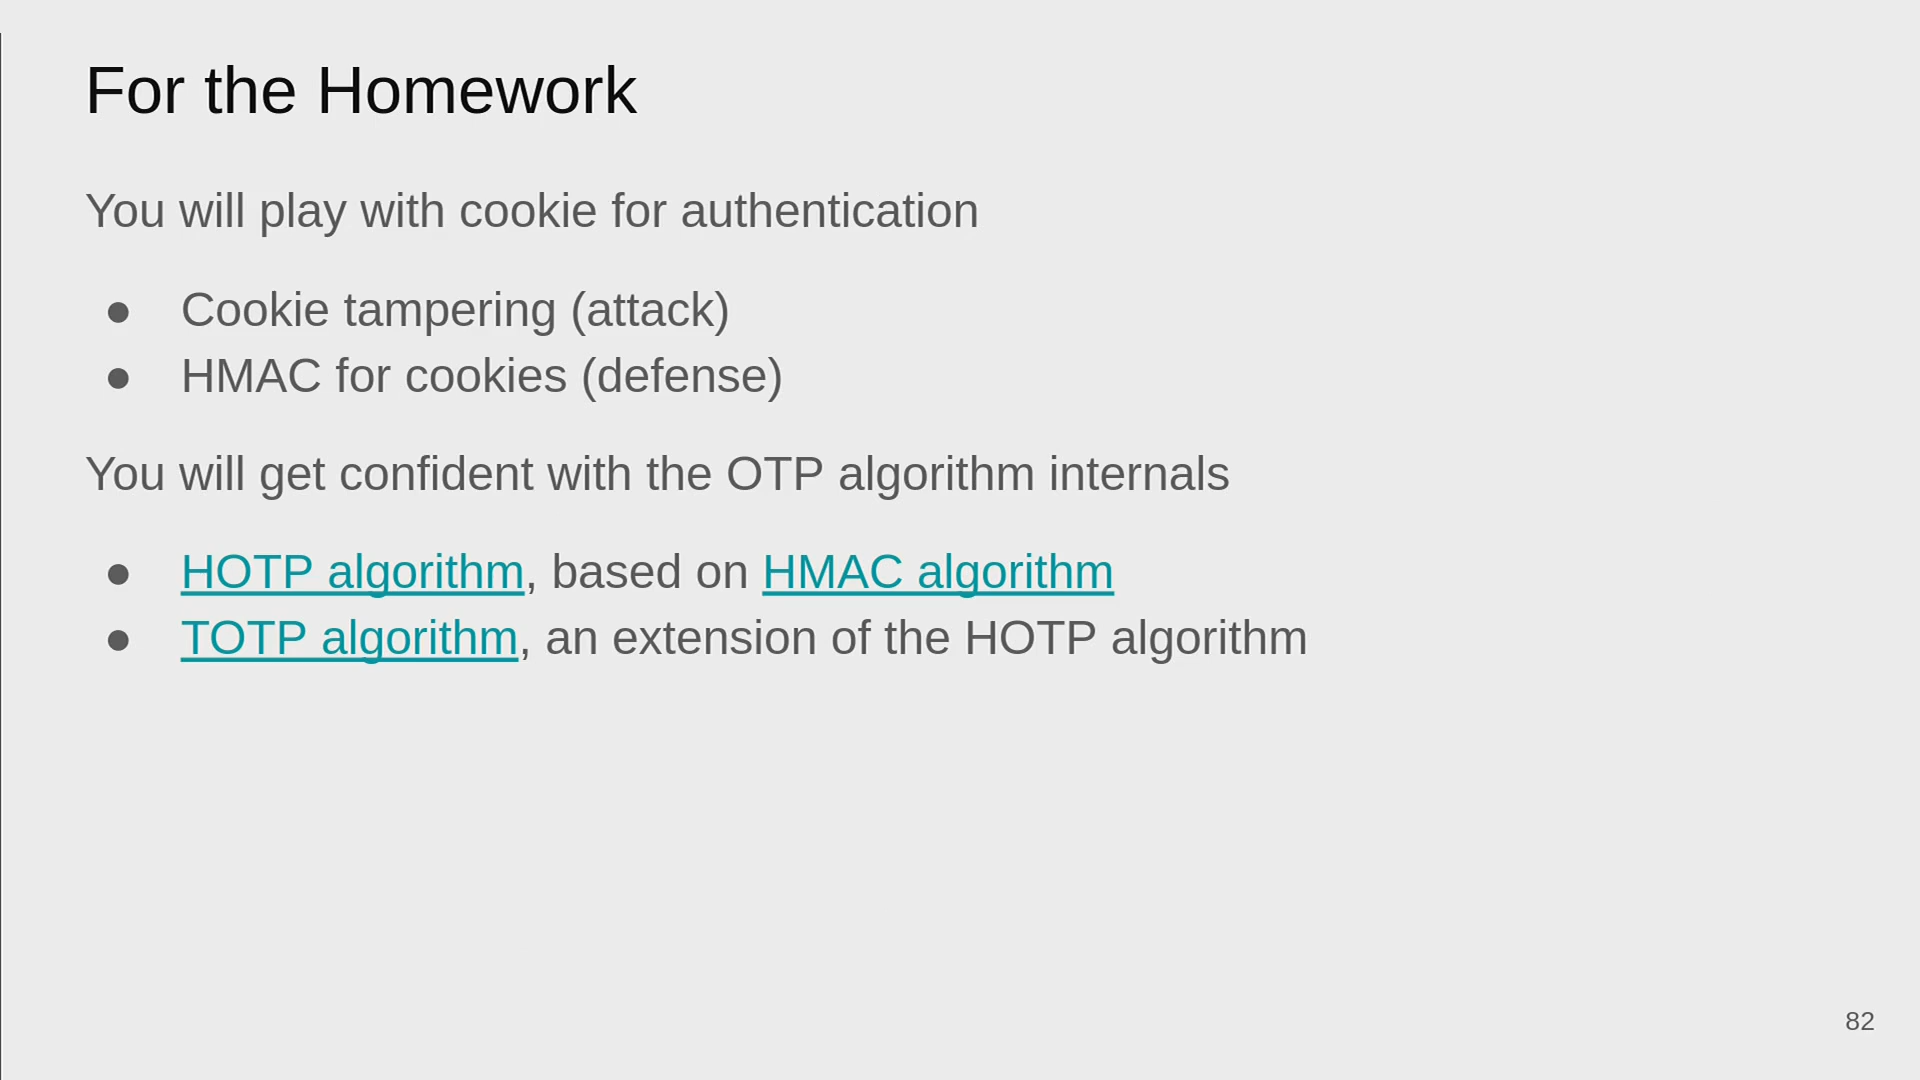 For the Homework
You will play with cookie for authentication
● Cookie tampering (attack)
● HMAC for cookies (defense)
You will get confident with the OTP algorithm internals
● HOTP algorithm, based on HMAC algorithm
● TOTP algorithm, an extension of the HOTP algorithm
82